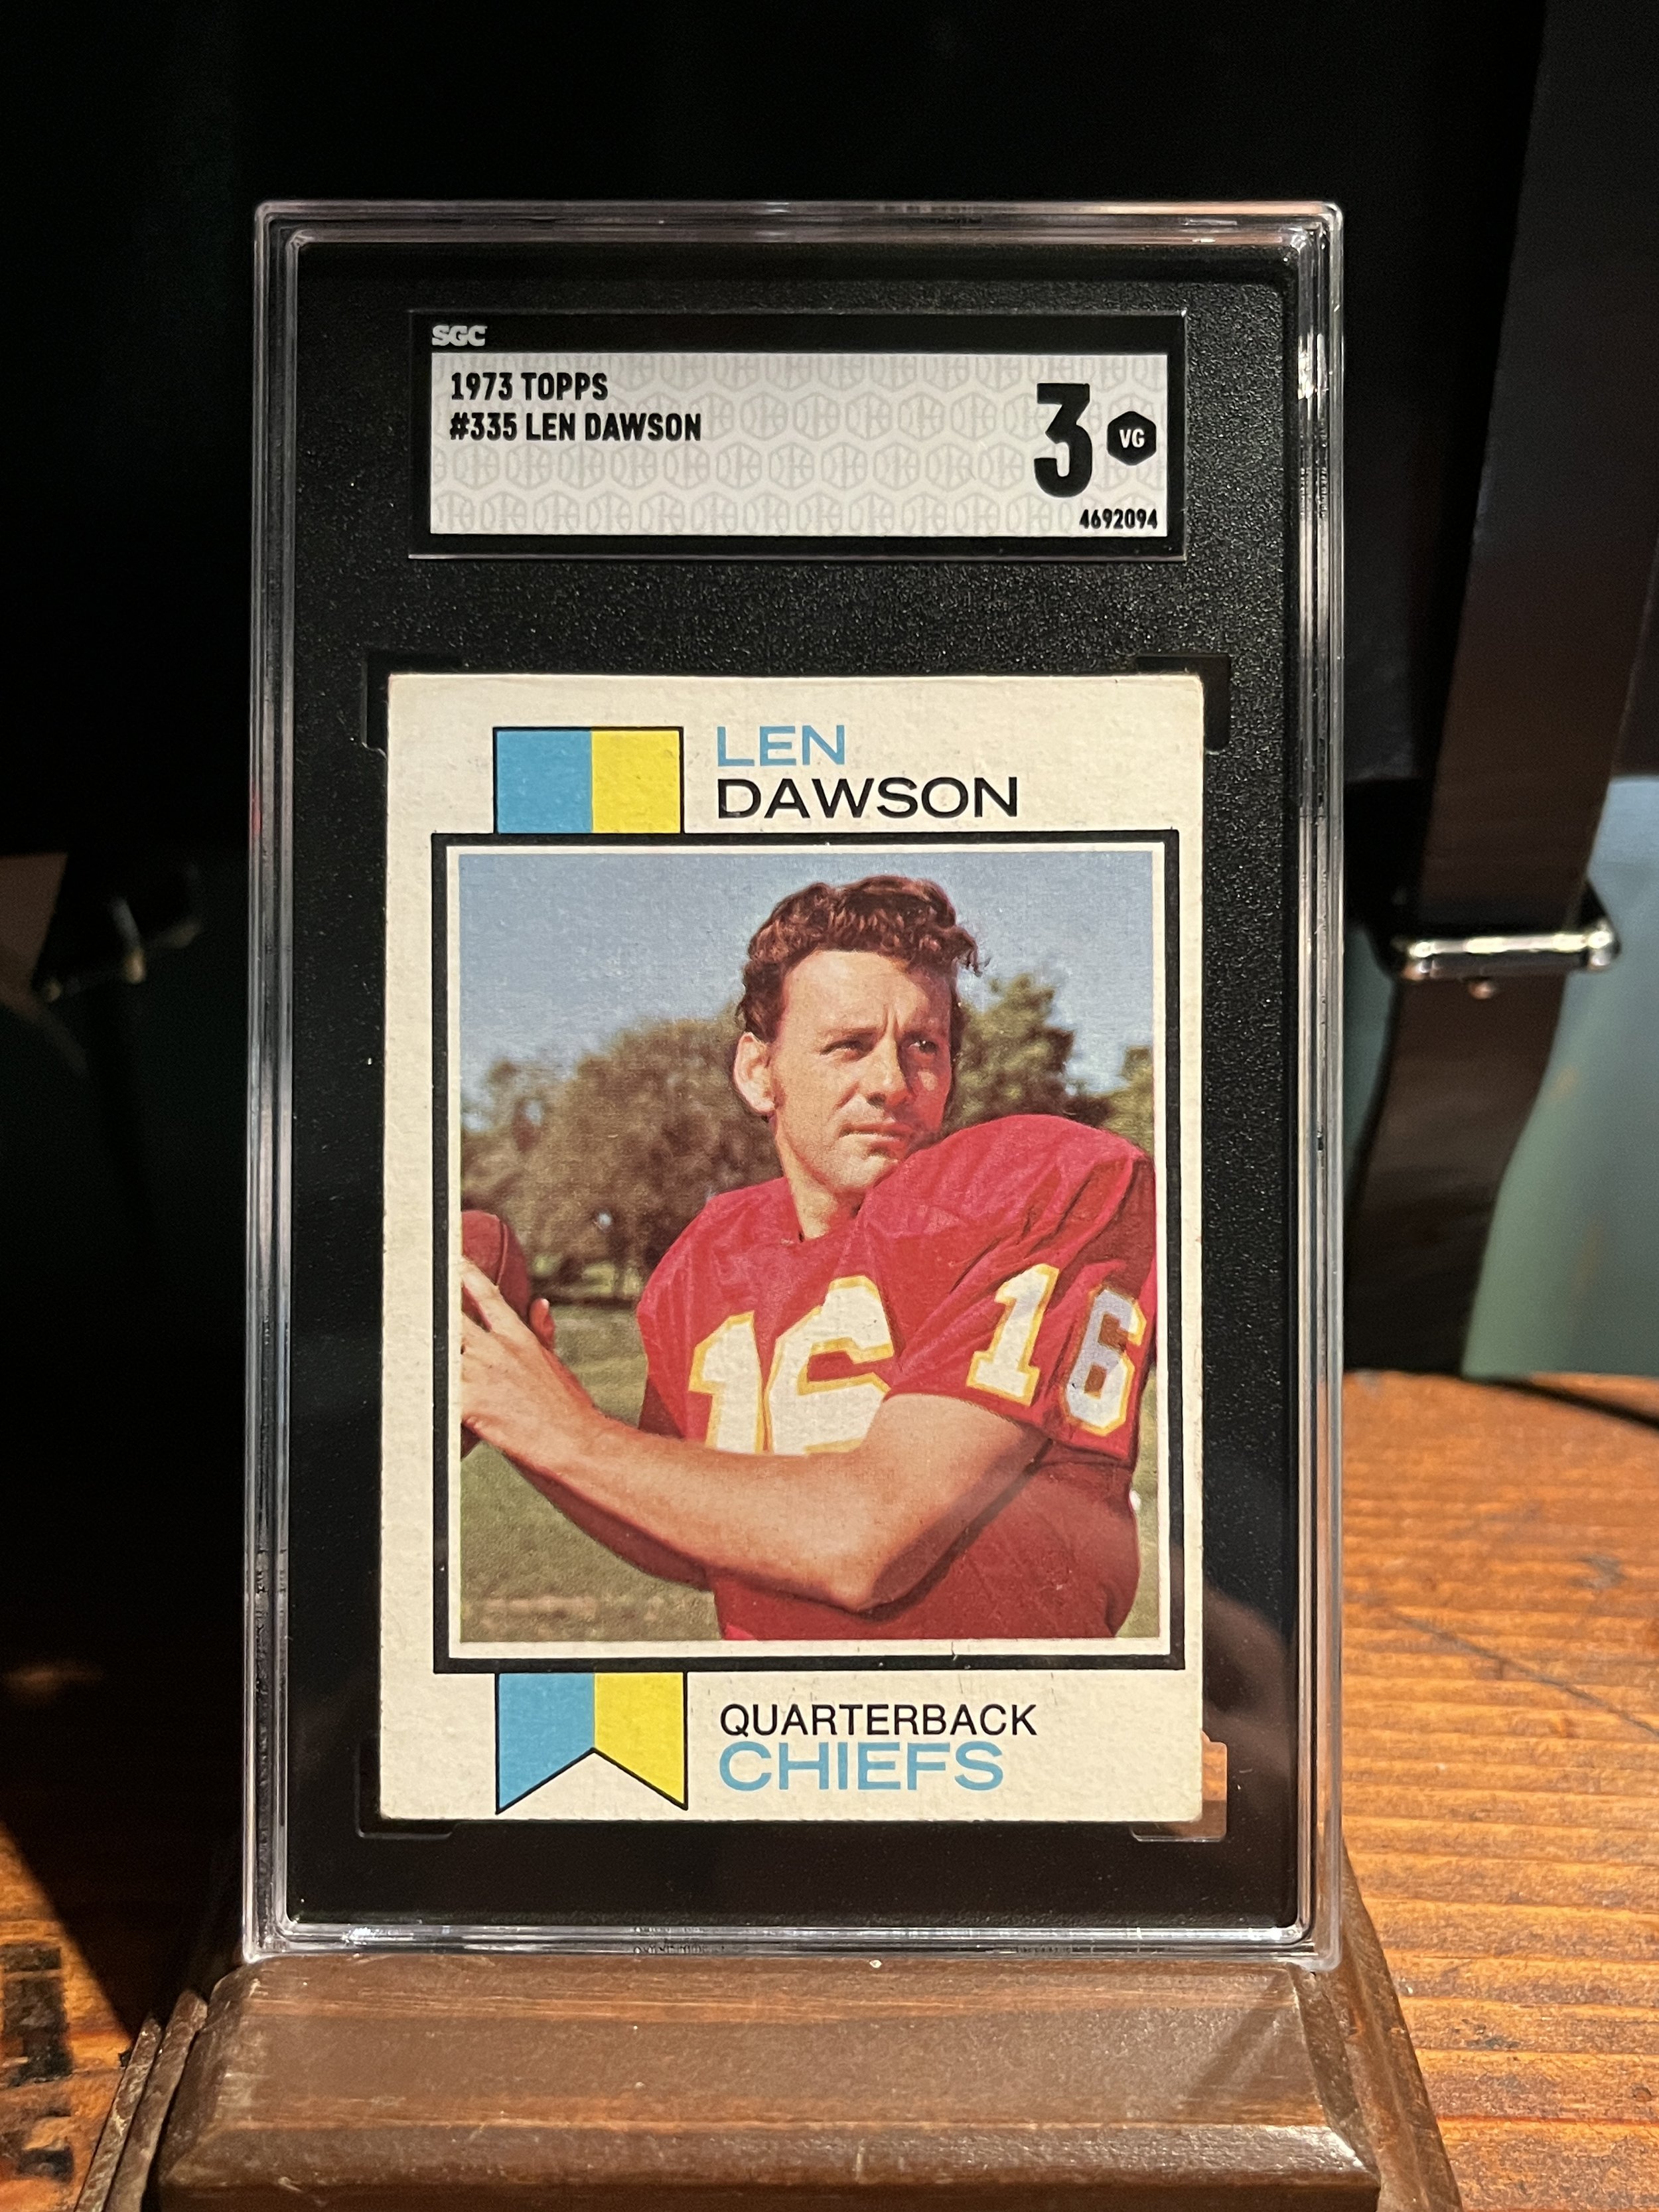 SGC
1973 TOPPS
#335 LEN DAWSON
3 VG
4692094
LEN
DAWSON
16
16
QUARTERBACK
CHIEFS